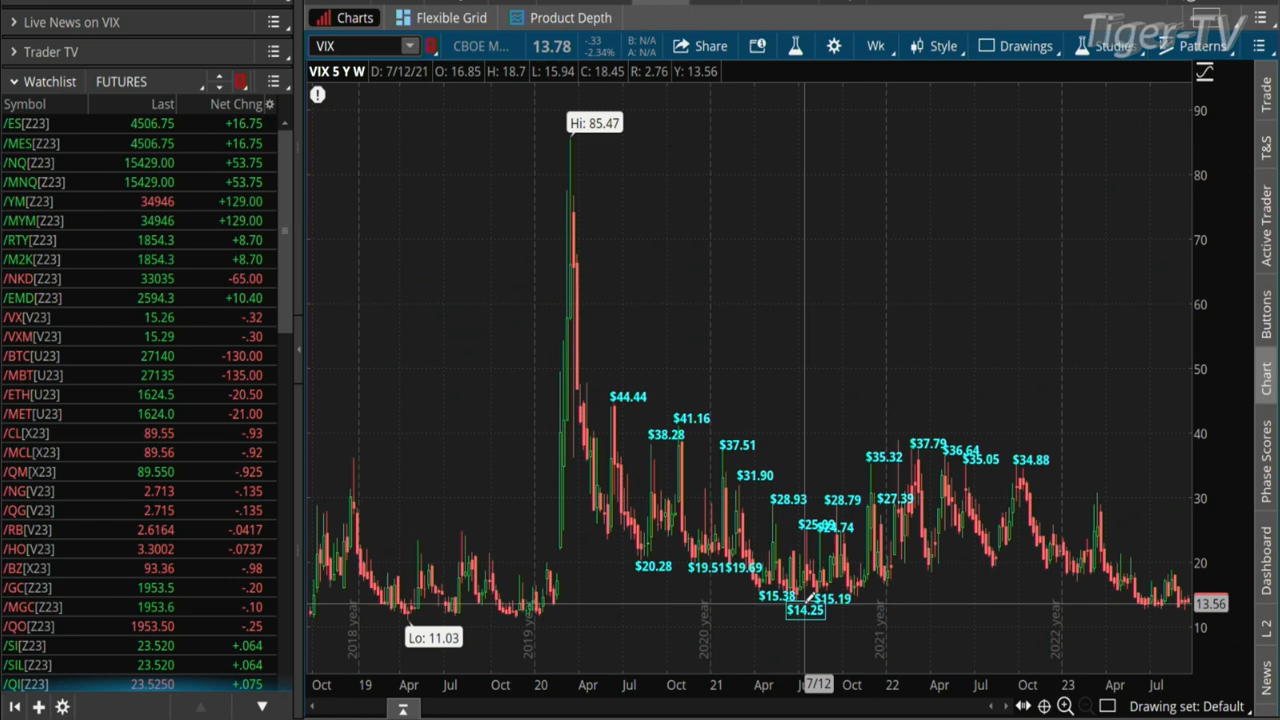 Live News on VIX
Trader TV
Watchlist FUTURES
Symbol Last Net Chng
/ES[Z23] 4506.75 +16.75
/MES[Z23] 4506.75 +16.75
/NQ[Z23] 15429.00 +53.75
/MNQ[Z23] 15429.00 +53.75
/YM[Z23] 34946 +129.00
/MYM[Z23] 34946 +129.00
/RTY[Z23] 1854.3 +8.70
/M2K[Z23] 1854.3 +8.70
/NKD[Z23] 33035 -65.00
/EMD[Z23] 2594.3 +10.40
/VX[V23] 15.26 -.32
/VXM[V23] 15.29 -.30
/BTC[U23] 27140 -130.00
/MBT[U23] 27135 -135.00
/ETH[U23] 1624.5 -20.50
/MET[U23] 1624.0 -21.00
/CL[X23] 89.55 -.93
/MCL[X23] 89.56 -.92
/QM[X23] 89.550 -.925
/NG[V23] 2.713 -.135
/QG[V23] 2.715 -.135
/RB[V23] 2.6164 -.0417
/HO[V23] 3.3002 -.0737
/BZ[X23] 93.36 -.98
/GC[Z23] 1953.5 -.20
/MGC[Z23] 1953.6 -.10
/QO[Z23] 1953.50 -.25
/SI[Z23] 23.520 +.064
/SIL[Z23] 23.520 +.064
/QI[Z23] 23.5250 +.075
Charts Flexible Grid Product Depth
Tiger-TV
VIX CBOE M... 13.78 -.33 -2.34% B: N/A A: N/A Share Wk Style Drawings Studies Patterns
VIX 5 Y W D: 7/12/21 O: 16.85 H: 18.7 L: 15.94 C: 18.45 R: 2.76 Y: 13.56
Hi: 85.47
$44.44
$41.16
$38.28
$37.51
$31.90
$28.93
$28.79
$35.32
$27.39
$37.79
$36.64
$35.05
$34.88
$20.28
$19.51
$19.69
$15.38
$15.19
$14.25
Lo: 11.03
90
80
70
60
50
40
30
20
13.56
10
2018 year
2019 year
2020 year
2021 year
2022 year
Oct 19 Apr Jul Oct 20 Apr Jul Oct 21 Apr 7/12 Oct 22 Apr Jul Oct 23 Apr Jul
Drawing set: Default
Trade
T&S
Active Trader
Buttons
Chart
Phase Scores
Dashboard
L 2
News